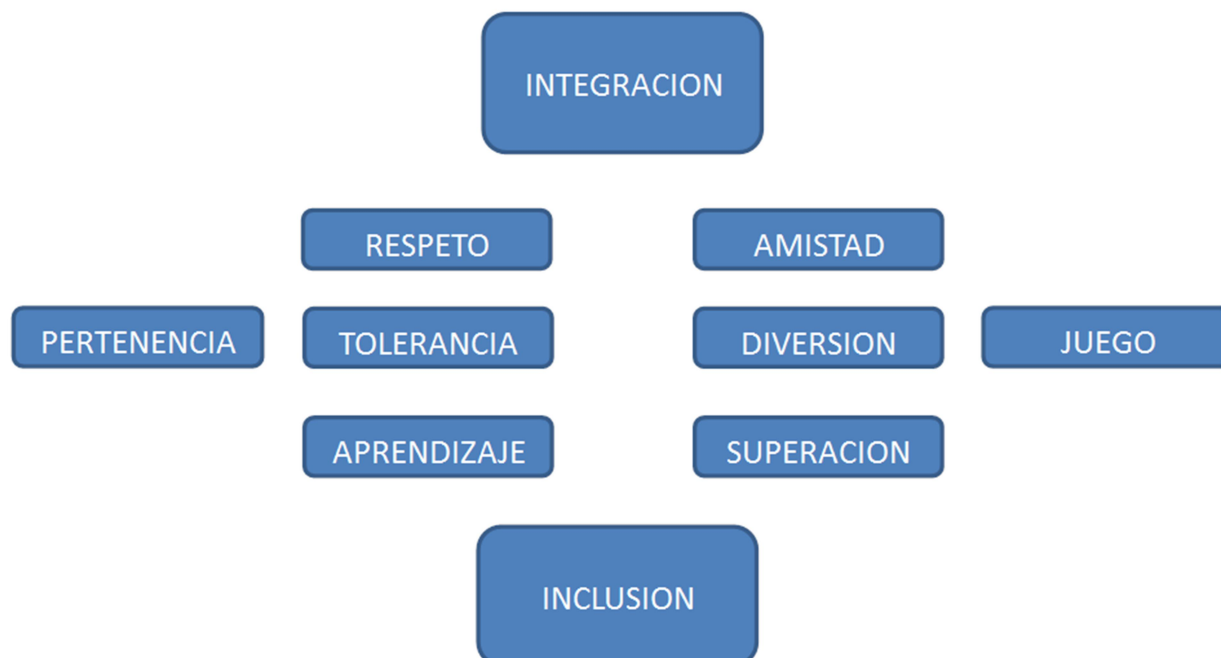 INTEGRACION
RESPETO
AMISTAD
PERTENENCIA
TOLERANCIA
DIVERSION
JUEGO
APRENDIZAJE
SUPERACION
INCLUSION